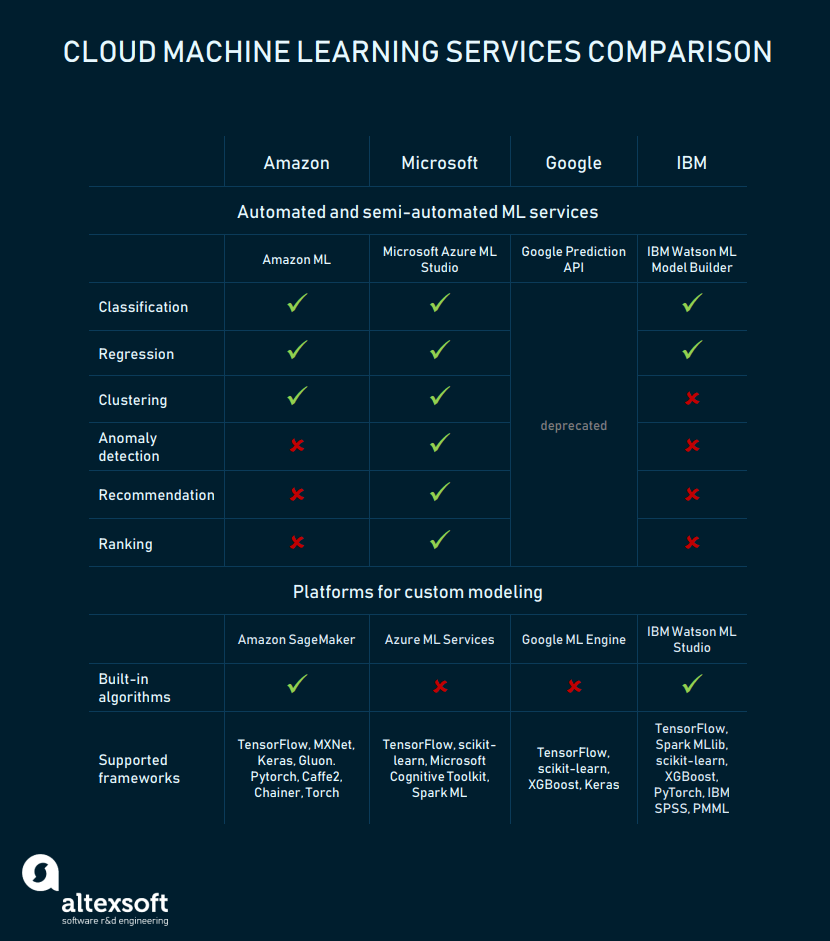 CLOUD MACHINE LEARNING SERVICES COMPARISON
Amazon Microsoft Google IBM
Automated and semi-automated ML services
Amazon ML
Microsoft Azure ML
Studio
Google Prediction
API
IBM Watson ML
Model Builder
Classification
Regression
Clustering
Anomaly
detection
Recommendation
Ranking
deprecated
Platforms for custom modeling
Amazon SageMaker
Azure ML Services
Google ML Engine
IBM Watson ML
Studio
Built-in
algorithms
Supported
frameworks
TensorFlow, MXNet,
Keras, Gluon.
Pytorch, Caffe2,
Chainer, Torch
TensorFlow, scikit-
learn, Microsoft
Cognitive Toolkit,
Spark ML
TensorFlow,
scikit-learn,
XGBoost, Keras
TensorFlow,
Spark MLlib,
scikit-learn,
XGBoost,
PyTorch, IBM
SPSS, PMML
altexsoft
software r&d engineering